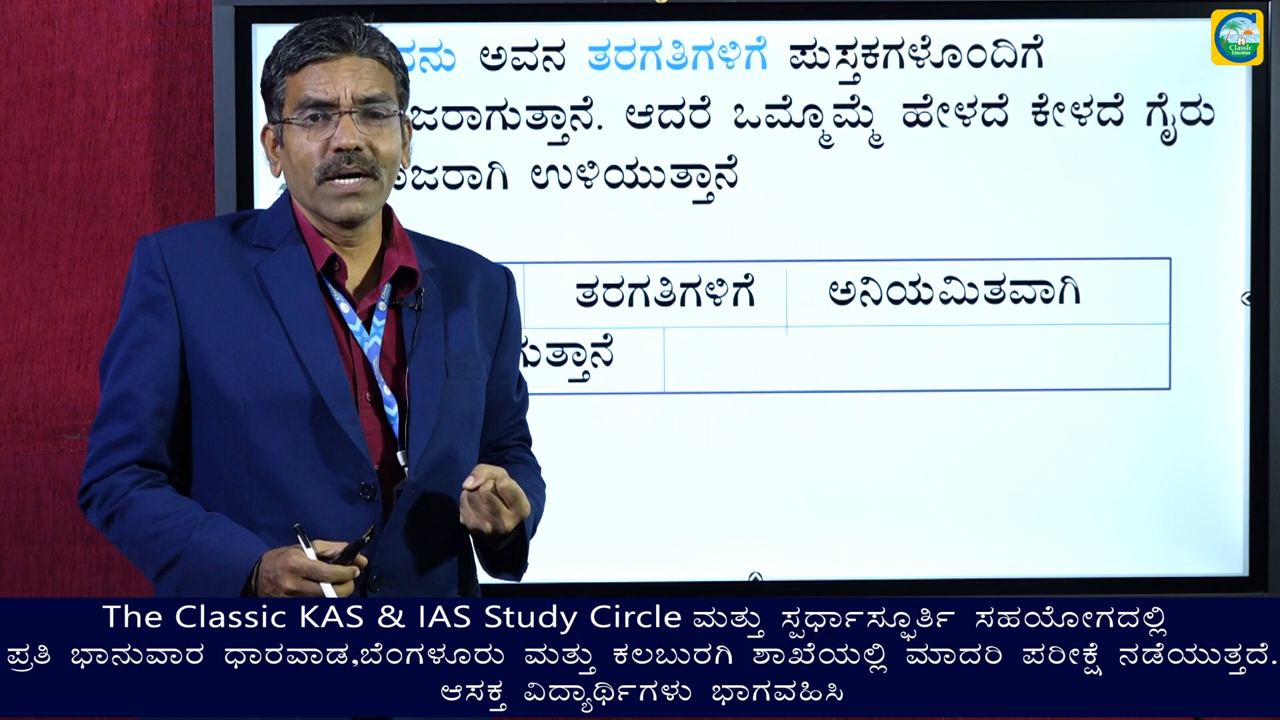 ಅವನ ತರಗತಿಗಳಿಗೆ ಪುಸ್ತಕಗಳೊಂದಿಗೆ
ಆದರೆ ಒಮ್ಮೊಮ್ಮೆ ಹೇಳದೆ ಕೇಳದೆ ಗೈರು
ಉಳಿಯುತ್ತಾನೆ
ತರಗತಿಗಳಿಗೆ ಅನಿಯಮಿತವಾಗಿ
Classic
Education
The Classic KAS & IAS Study Circle ಮತ್ತು ಸ್ಪರ್ಧಾಸ್ಫೂರ್ತಿ ಸಹಯೋಗದಲ್ಲಿ
ಪ್ರತಿ ಭಾನುವಾರ ಧಾರವಾಡ,ಬೆಂಗಳೂರು ಮತ್ತು ಕಲಬುರಗಿ ಶಾಖೆಯಲ್ಲಿ ಮಾದರಿ ಪರೀಕ್ಷೆ ನಡೆಯುತ್ತದೆ.
ಆಸಕ್ತ ವಿದ್ಯಾರ್ಥಿಗಳು ಭಾಗವಹಿಸಿ